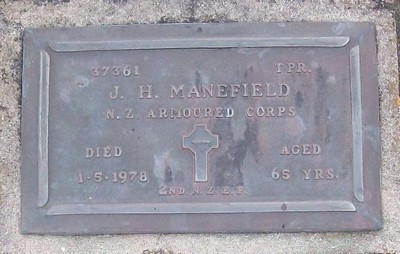 37361 TPR.
J. H. MANEFIELD
N.Z. ARMOURED CORPS
DIED AGED
1-5-1978 65 YRS.
2ND N.Z.E.F.